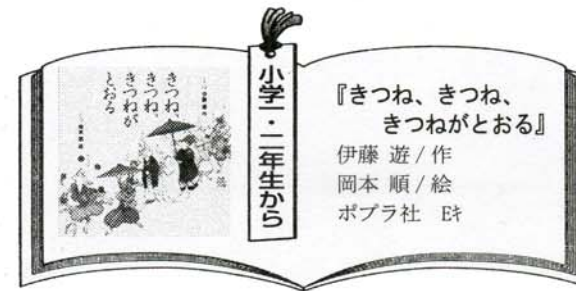 きつね、
きつね、
きつねが
とおる
小学一・二年生から
『きつね、きつね、
きつねがとおる』
伊藤 遊/作
岡本 順/絵
ポプラ社 Eｷ